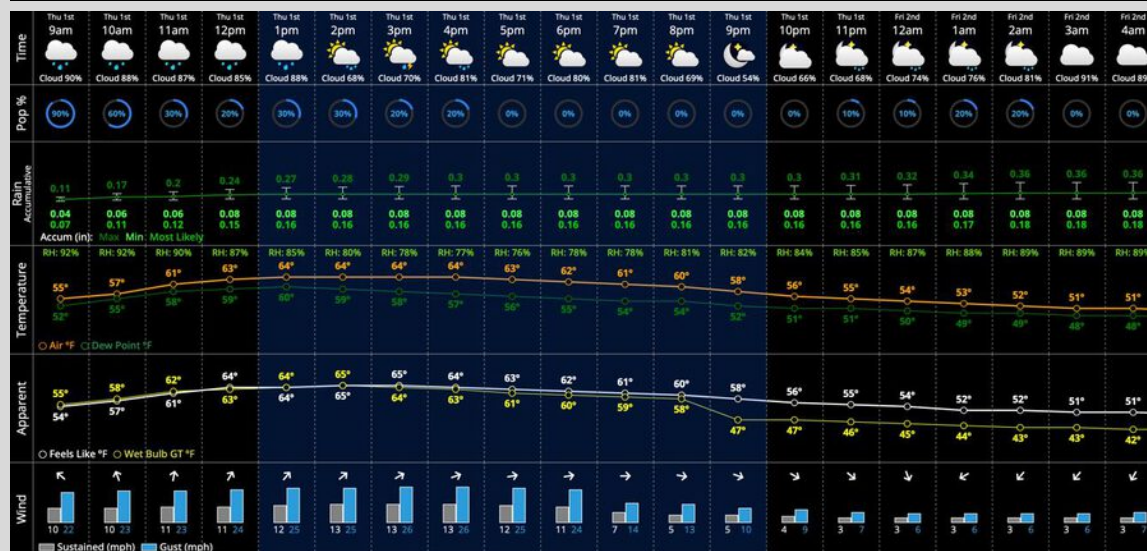 Time
Thu 1st Thu 1st Thu 1st Thu 1st Thu 1st Thu 1st Thu 1st Thu 1st Thu 1st Thu 1st Thu 1st Thu 1st Thu 1st Thu 1st Thu 1st Fri 2nd Fri 2nd Fri 2nd Fri 2nd Fri 2nd
9am 10am 11am 12pm 1pm 2pm 3pm 4pm 5pm 6pm 7pm 8pm 9pm 10pm 11pm 12am 1am 2am 3am 4am
Cloud 90% Cloud 88% Cloud 87% Cloud 85% Cloud 88% Cloud 68% Cloud 70% Cloud 81% Cloud 71% Cloud 80% Cloud 81% Cloud 69% Cloud 54% Cloud 66% Cloud 68% Cloud 74% Cloud 76% Cloud 81% Cloud 91% Cloud 89
Pop %
90% 60% 30% 20% 30% 30% 20% 20% 0% 0% 0% 0% 0% 0% 10% 10% 20% 20% 0% 0%
Rain
Accumulative
0.11 0.17 0.2 0.24 0.27 0.28 0.29 0.3 0.3 0.3 0.3 0.3 0.3 0.3 0.31 0.32 0.34 0.36 0.36 0.36
0.04 0.06 0.06 0.08 0.08 0.08 0.08 0.08 0.08 0.08 0.08 0.08 0.08 0.08 0.08 0.08 0.08 0.08 0.08 0.08
0.07 0.11 0.12 0.15 0.16 0.16 0.16 0.16 0.16 0.16 0.16 0.16 0.16 0.16 0.16 0.16 0.17 0.18 0.18 0.18
Accum (in): Max Min Most Likely
Temperature
RH: 92% RH: 92% RH: 90% RH: 87% RH: 85% RH: 80% RH: 78% RH: 77% RH: 76% RH: 78% RH: 78% RH: 81% RH: 82% RH: 84% RH: 85% RH: 87% RH: 88% RH: 89% RH: 89% RH: 89%
55° 57° 61° 63° 64° 64° 64° 64° 63° 62° 61° 60° 58° 56° 55° 54° 53° 52° 51° 51°
52° 55° 58° 59° 60° 59° 58° 57° 56° 55° 54° 54° 52° 51° 51° 50° 49° 49° 48° 48°
Air °F Dew Point °F
Apparent
55° 58° 62° 64° 64° 65° 65° 64° 63° 62° 61° 60° 58° 56° 55° 54° 52° 52° 51° 51°
54° 57° 61° 63° 64° 65° 64° 63° 61° 60° 59° 58° 47° 47° 46° 45° 44° 43° 43° 42°
Feels Like °F Wet Bulb GT °F
Wind
10 22 10 23 11 23 11 24 12 25 13 25 13 26 13 26 12 25 11 24 7 14 5 13 5 10 4 9 3 7 3 6 3 6 3 6 3 6 3
Sustained (mph) Gust (mph)